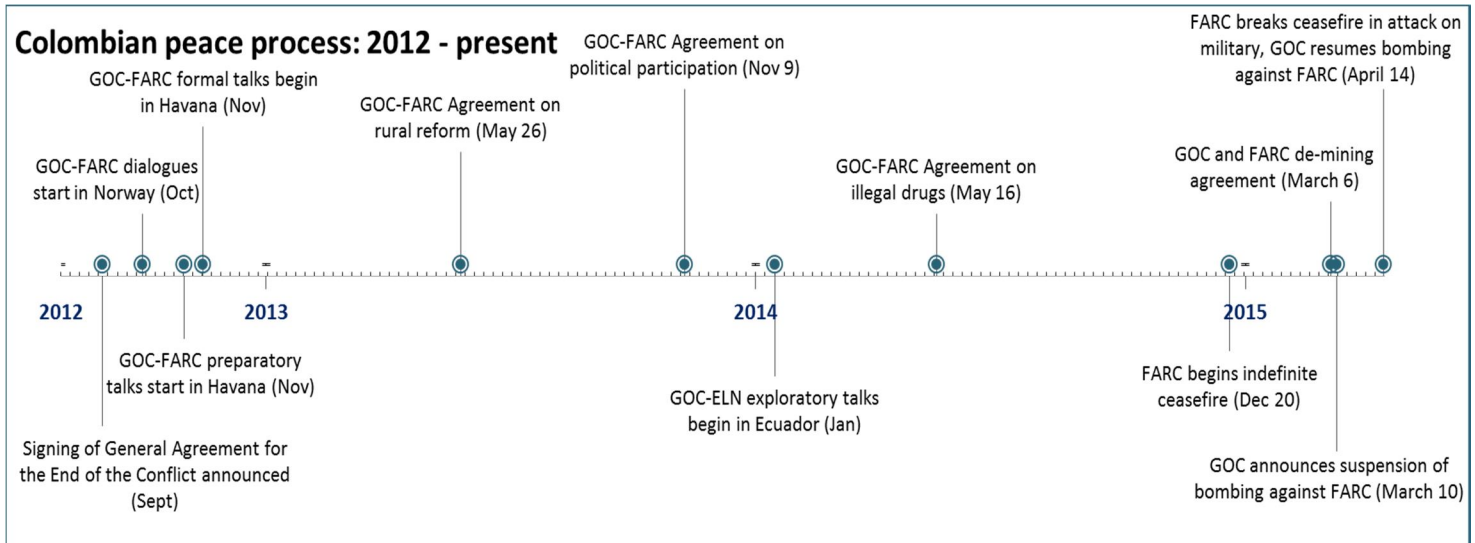 Colombian peace process: 2012 - present
GOC-FARC formal talks begin
in Havana (Nov)
GOC-FARC dialogues
start in Norway (Oct)
GOC-FARC Agreement on
rural reform (May 26)
GOC-FARC Agreement on
political participation (Nov 9)
GOC-FARC Agreement on
illegal drugs (May 16)
FARC breaks ceasefire in attack on
military, GOC resumes bombing
against FARC (April 14)
GOC and FARC de-mining
agreement (March 6)
2012
2013
2014
2015
GOC-FARC preparatory
talks start in Havana (Nov)
Signing of General Agreement for
the End of the Conflict announced
(Sept)
GOC-ELN exploratory talks
begin in Ecuador (Jan)
FARC begins indefinite
ceasefire (Dec 20)
GOC announces suspension of
bombing against FARC (March 10)